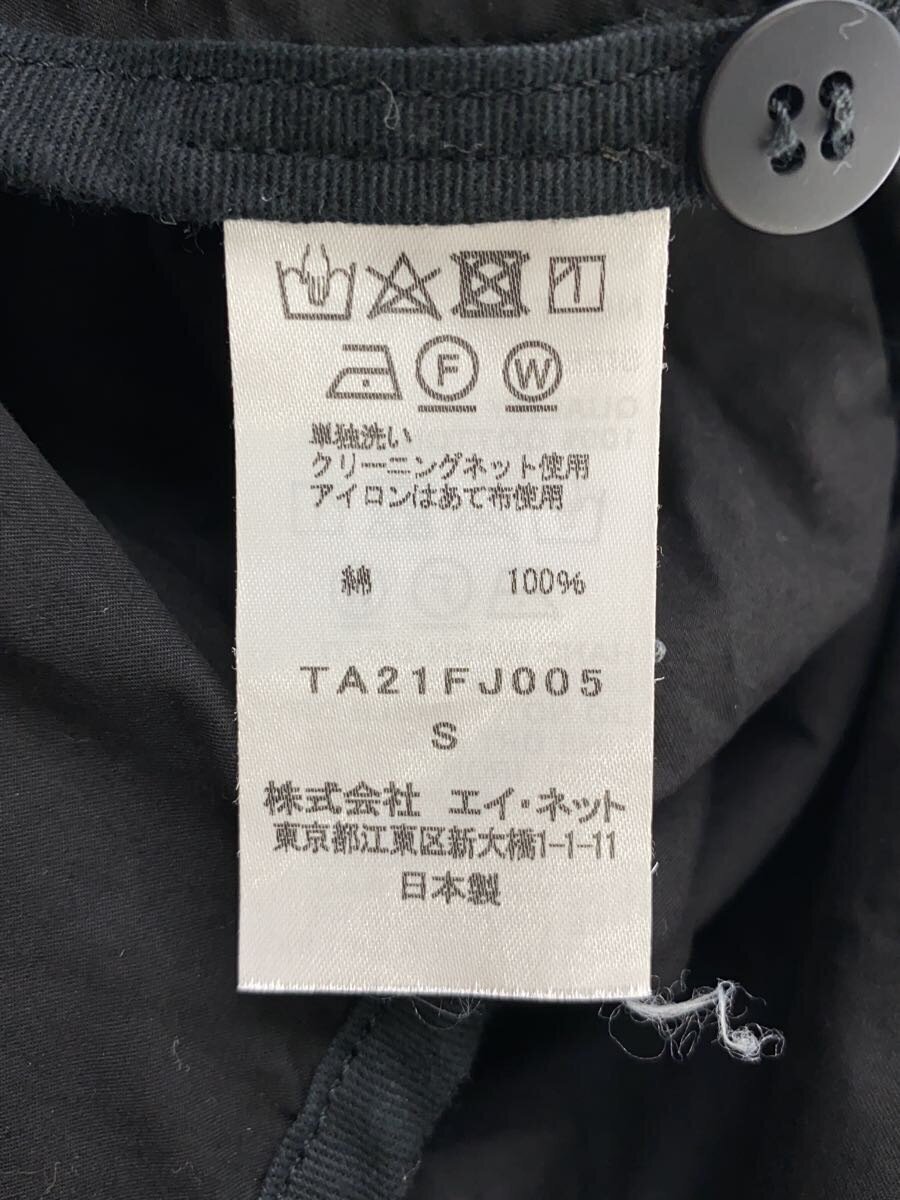 F W
単独洗い
クリーニングネット使用
アイロンはあて布使用
綿 100%
TA21FJ005
S
株式会社 エイ・ネット
東京都江東区新大橋1-1-11
日本製